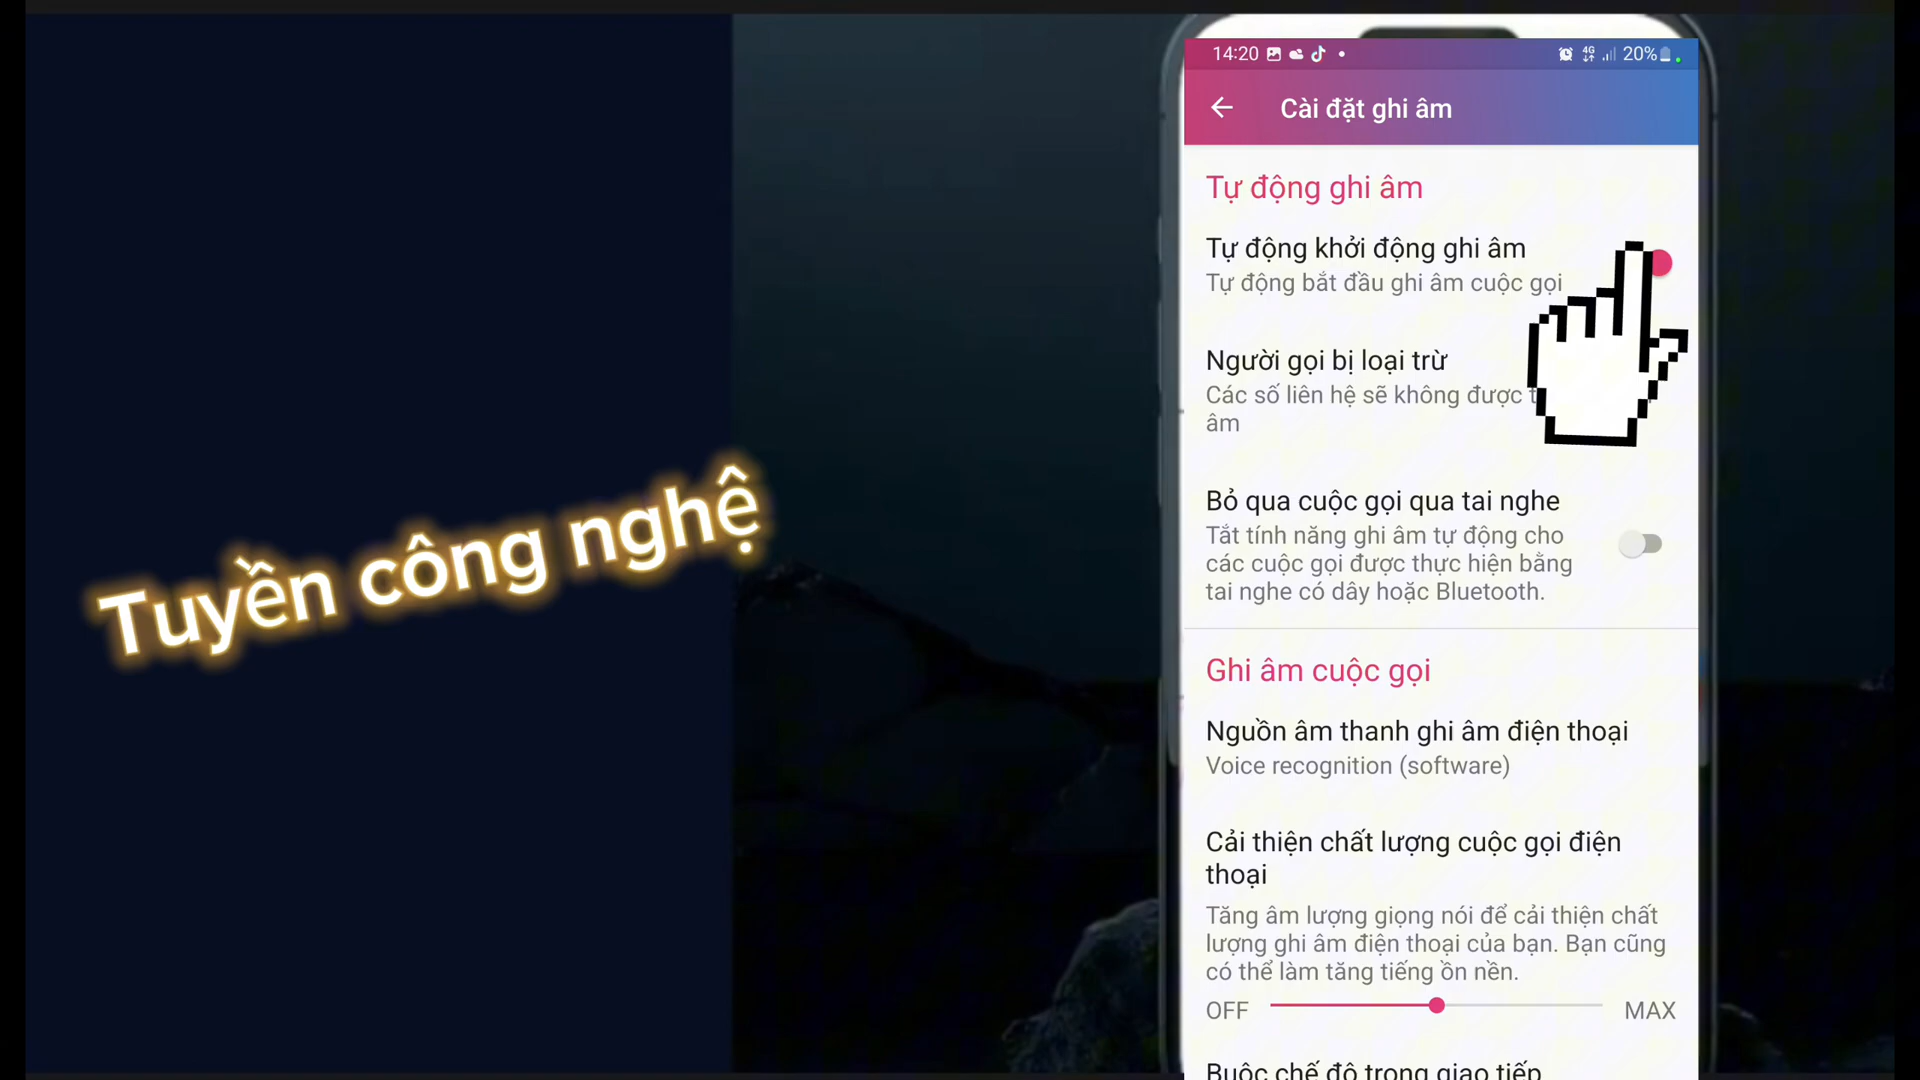 Tuyền công nghệ
14:20
4G
20%
Cài đặt ghi âm
Tự động ghi âm
Tự động khởi động ghi âm
Tự động bắt đầu ghi âm cuộc gọi
Người gọi bị loại trừ
Các số liên hệ sẽ không được
âm
Bỏ qua cuộc gọi qua tai nghe
Tắt tính năng ghi âm tự động cho
các cuộc gọi được thực hiện bằng
tai nghe có dây hoặc Bluetooth.
Ghi âm cuộc gọi
Nguồn âm thanh ghi âm điện thoại
Voice recognition (software)
Cải thiện chất lượng cuộc gọi điện
thoại
Tăng âm lượng giọng nói để cải thiện chất
lượng ghi âm điện thoại của bạn. Bạn cũng
có thể làm tăng tiếng ồn nền.
OFF
MAX
Buộc chế độ trong giao tiếp